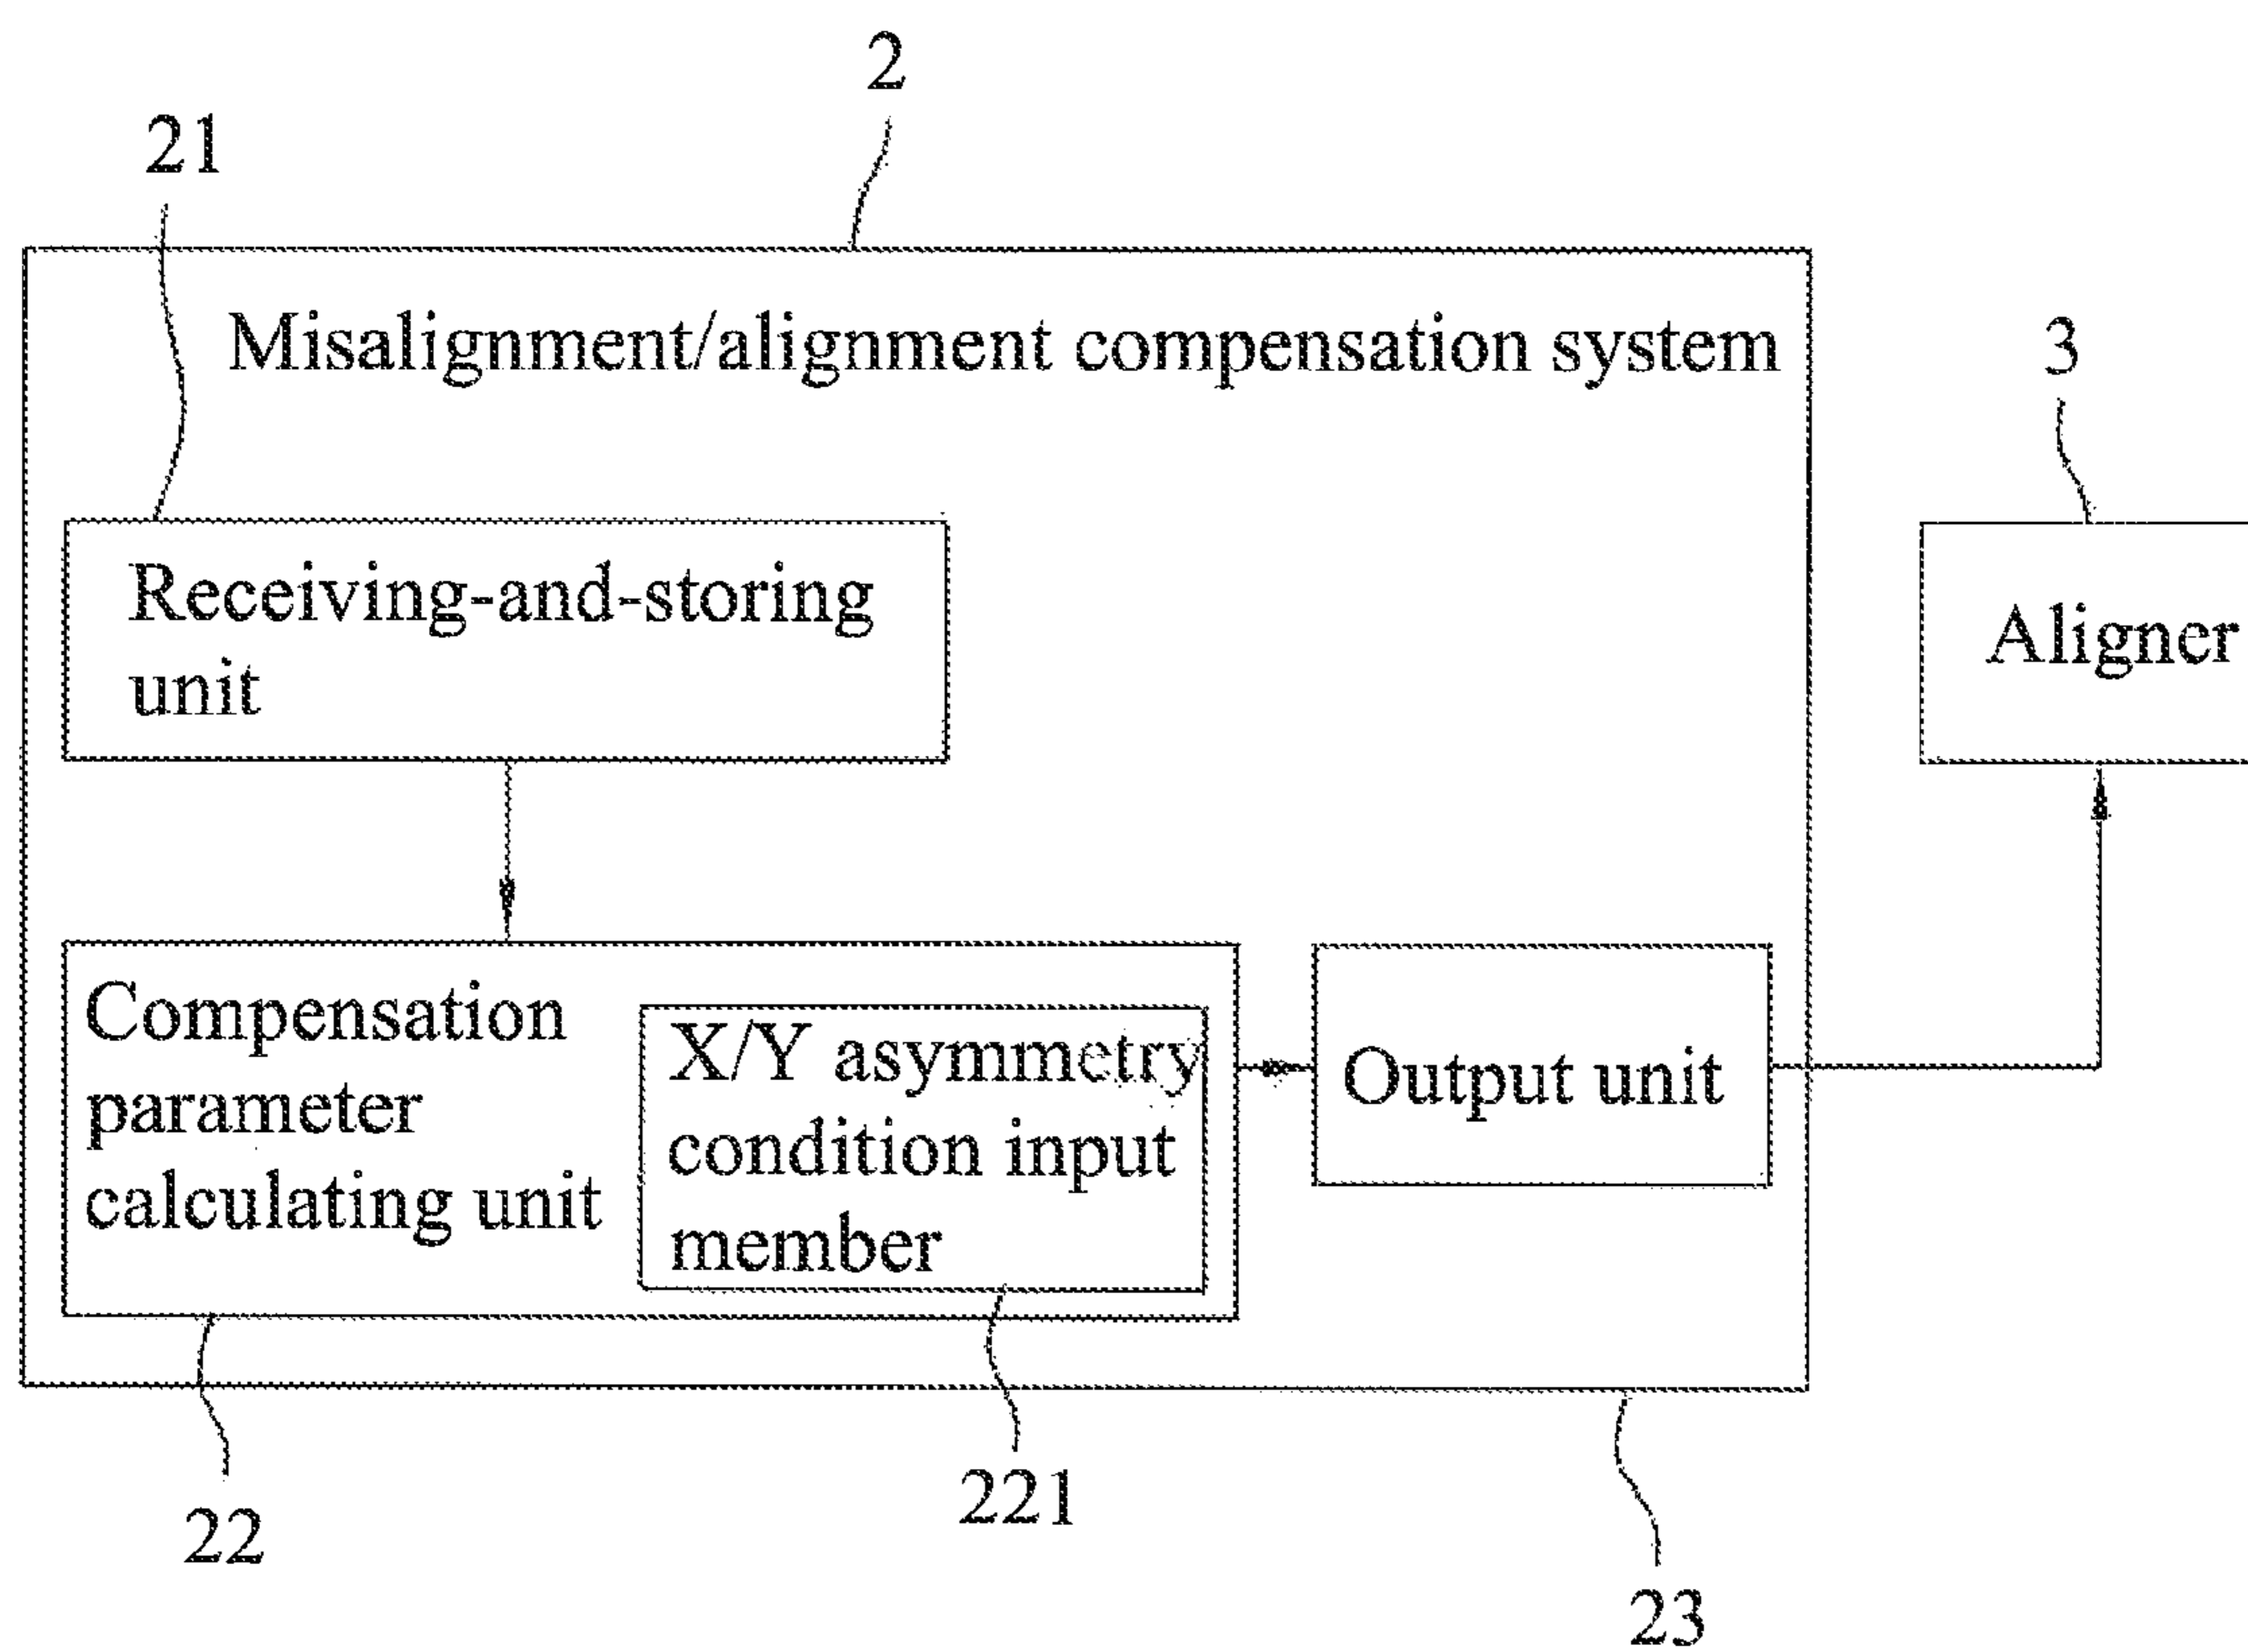 2
21
Misalignment/alignment compensation system
3
Receiving-and-storing
unit
Aligner
Compensation
parameter
calculating unit
X/Y asymmetry
condition input
member
Output unit
221
22
23